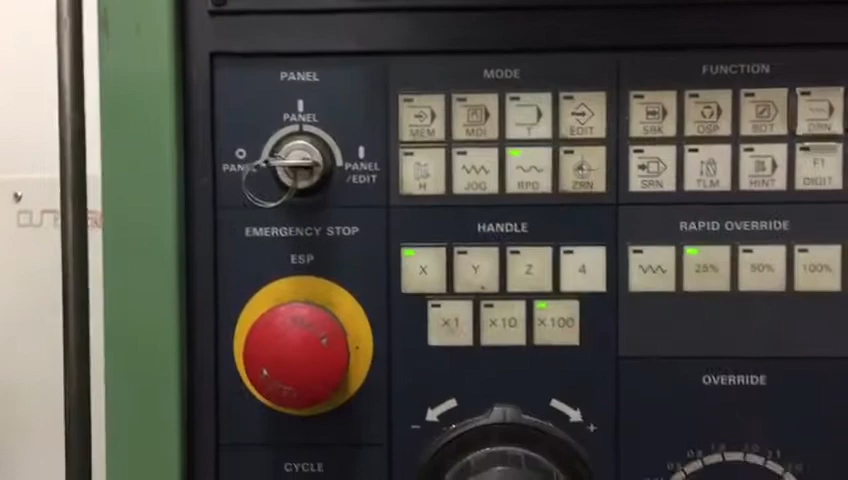 PANEL
PANEL
PANEL
PANEL
/EDIT
EMERGENCY STOP
ESP
CYCLE
MODE
MEM
MDI
T
EDIT
H
JOG
RPD
ZRN
HANDLE
X
Y
Z
4
×1
×10
×100
−
+
FUNCTION
SBK
OSP
BDT
DRN
SRN
TLM
HINT
F1
DIGIT
RAPID OVERRIDE
25%
50%
100%
OVERRIDE